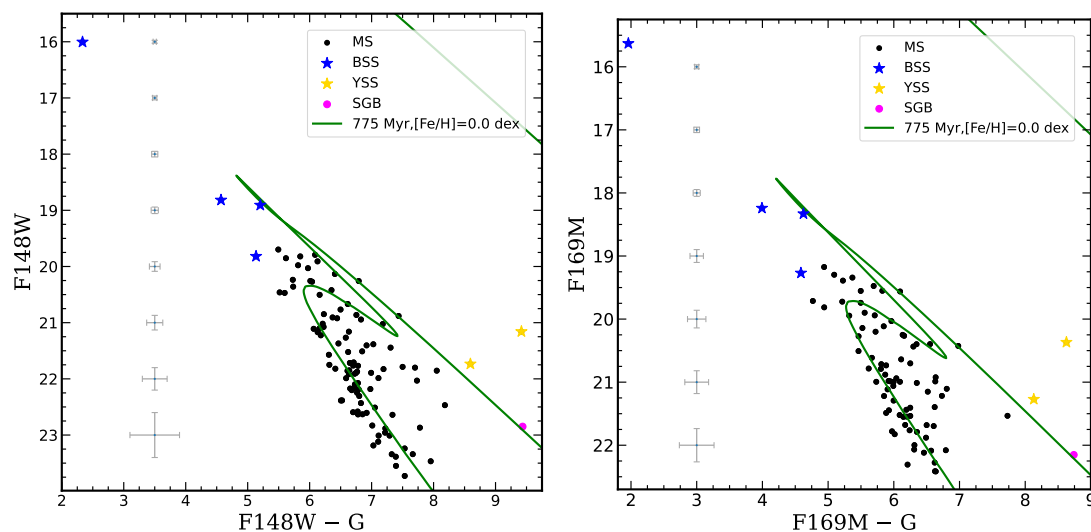 16
17
18
19
20
21
22
23
F148W
2
3
4
5
6
7
8
9
F148W − G
MS
BSS
YSS
SGB
775 Myr,[Fe/H]=0.0 dex
16
17
18
19
20
21
22
F169M
2
3
4
5
6
7
8
9
F169M − G
MS
BSS
YSS
SGB
775 Myr,[Fe/H]=0.0 dex